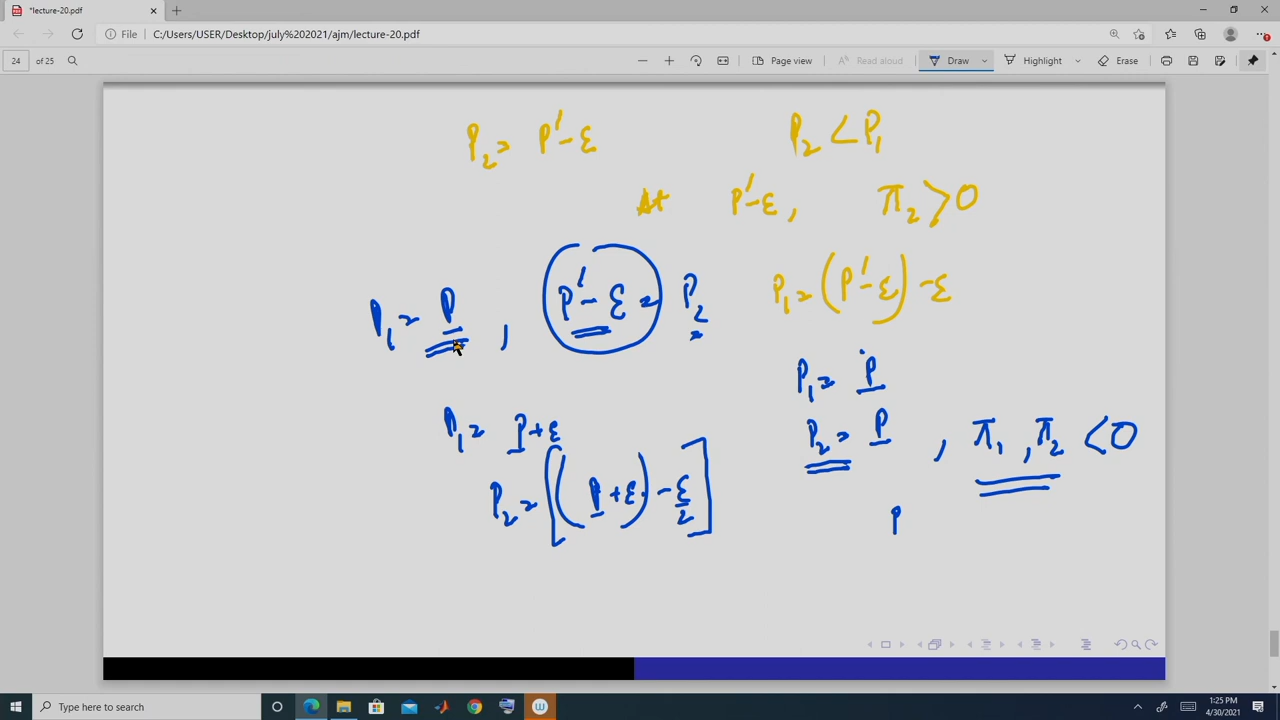 *lecture-20.pdf
File C:/Users/USER/Desktop/july%202021/ajm/lecture-20.pdf
24 of 25 Page view Read aloud Draw Highlight Erase
P₂ = P' - ε P₂ < P₁
At P' - ε, π₂ > 0
P₁ = (P' - ε) - ε
P₁ = P, P' - ε = P₂
P₁ = P
P₁ = P + ε
P₂ = P, π₁, π₂ < 0
P₂ = [(P + ε) - ε/2]
P
Type here to search
1:25 PM
4/30/2021